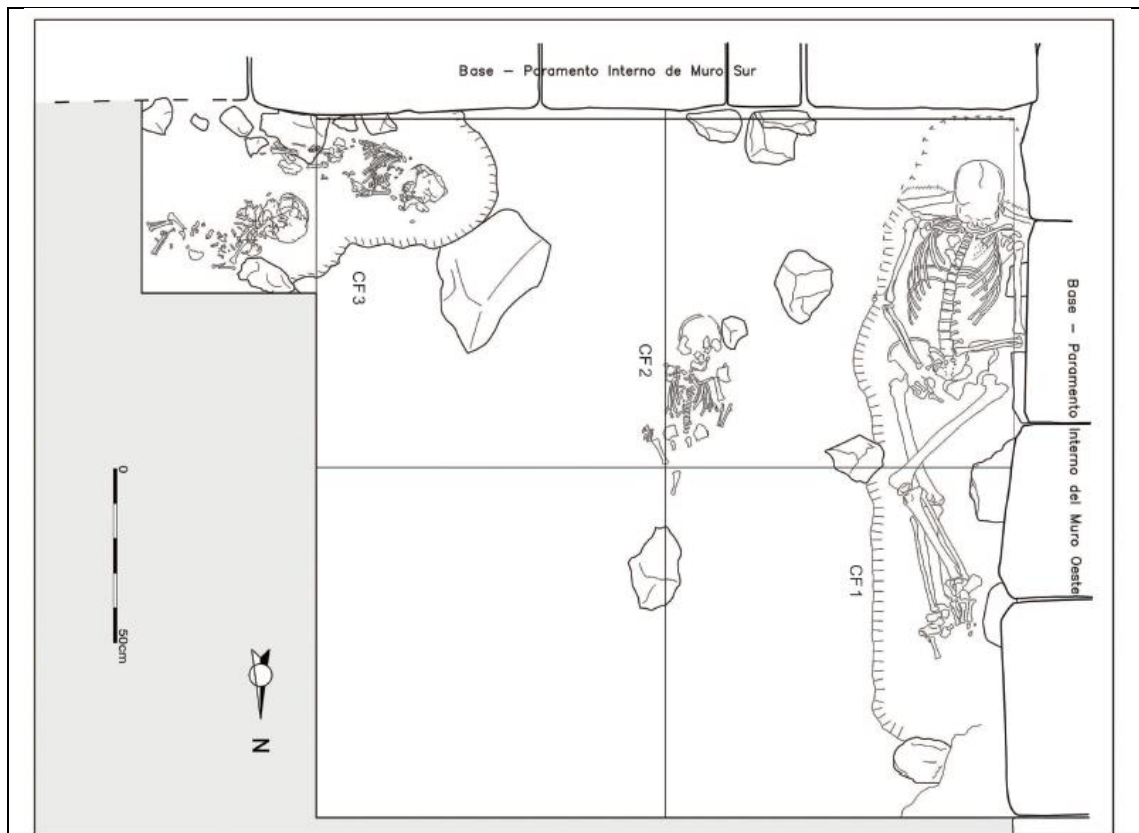 Base - Paramento Interno de Muro Sur
Base - Paramento Interno del Muro Oeste
CF3
CF2
CF1
0
50cm
N